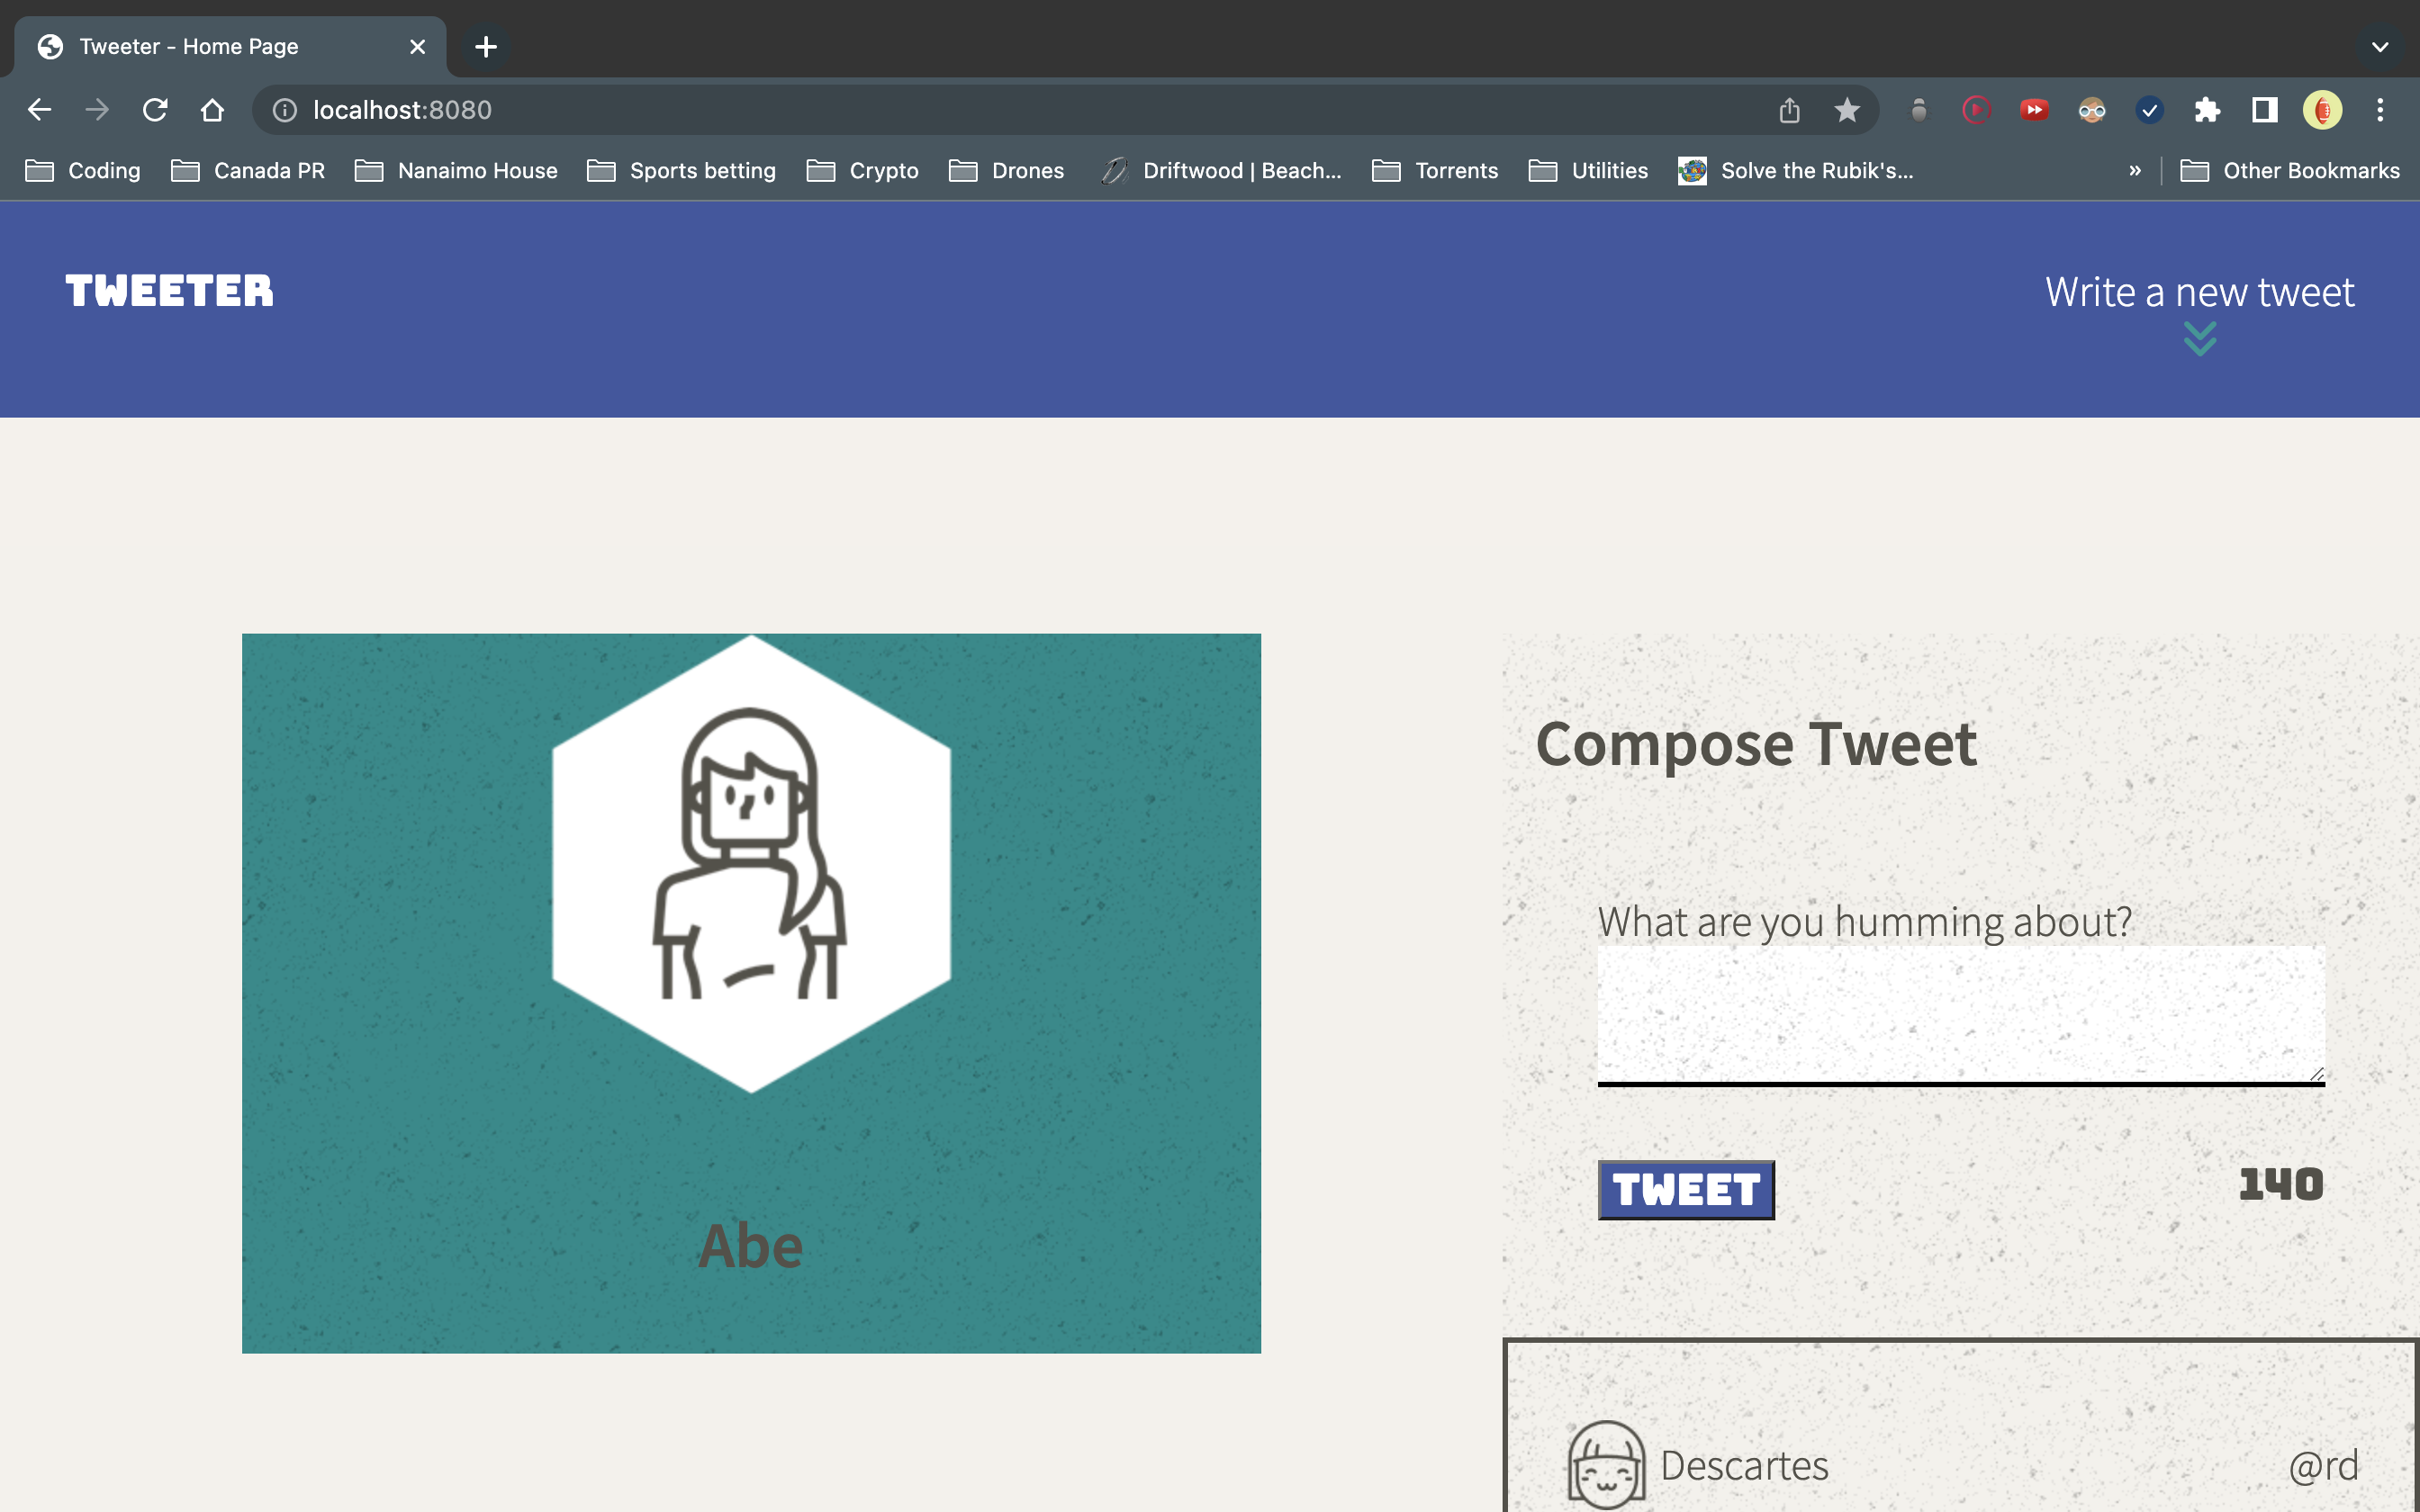 Tweeter - Home Page
localhost:8080
Coding Canada PR Nanaimo House Sports betting Crypto Drones Driftwood | Beach... Torrents Utilities Solve the Rubik's... » Other Bookmarks
TWEETER
Write a new tweet
Abe
Compose Tweet
What are you humming about?
TWEET
140
Descartes @rd